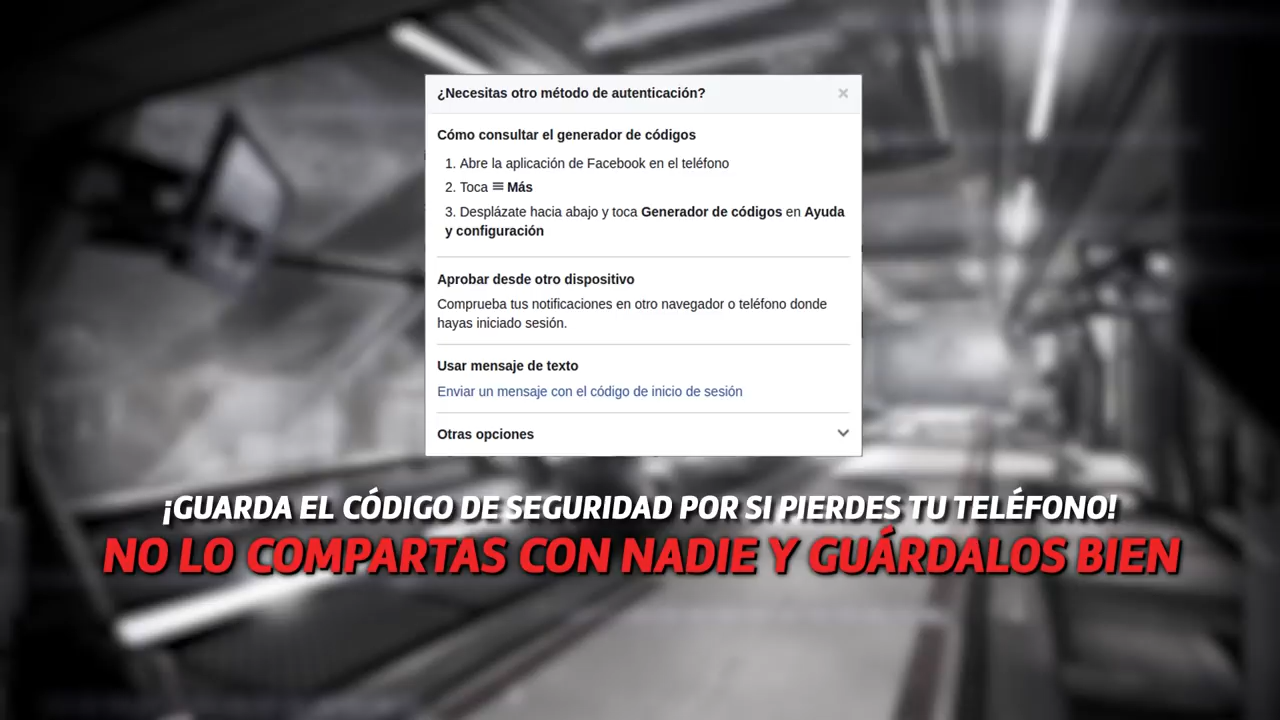 ¿Necesitas otro método de autenticación?
Cómo consultar el generador de códigos
1. Abre la aplicación de Facebook en el teléfono
2. Toca ≡ Más
3. Desplázate hacia abajo y toca Generador de códigos en Ayuda
y configuración
Aprobar desde otro dispositivo
Comprueba tus notificaciones en otro navegador o teléfono donde
hayas iniciado sesión.
Usar mensaje de texto
Enviar un mensaje con el código de inicio de sesión
Otras opciones
¡GUARDA EL CÓDIGO DE SEGURIDAD POR SI PIERDES TU TELÉFONO!
NO LO COMPARTAS CON NADIE Y GUÁRDALOS BIEN